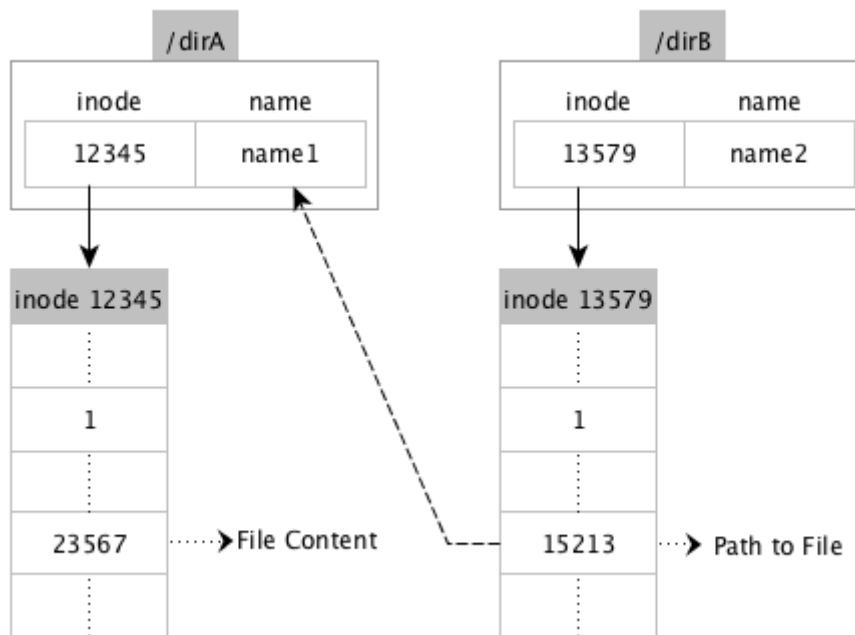 /dirA /dirB
inode name inode name
12345 name1 13579 name2
inode 12345 inode 13579
1 1
23567 File Content 15213 Path to File